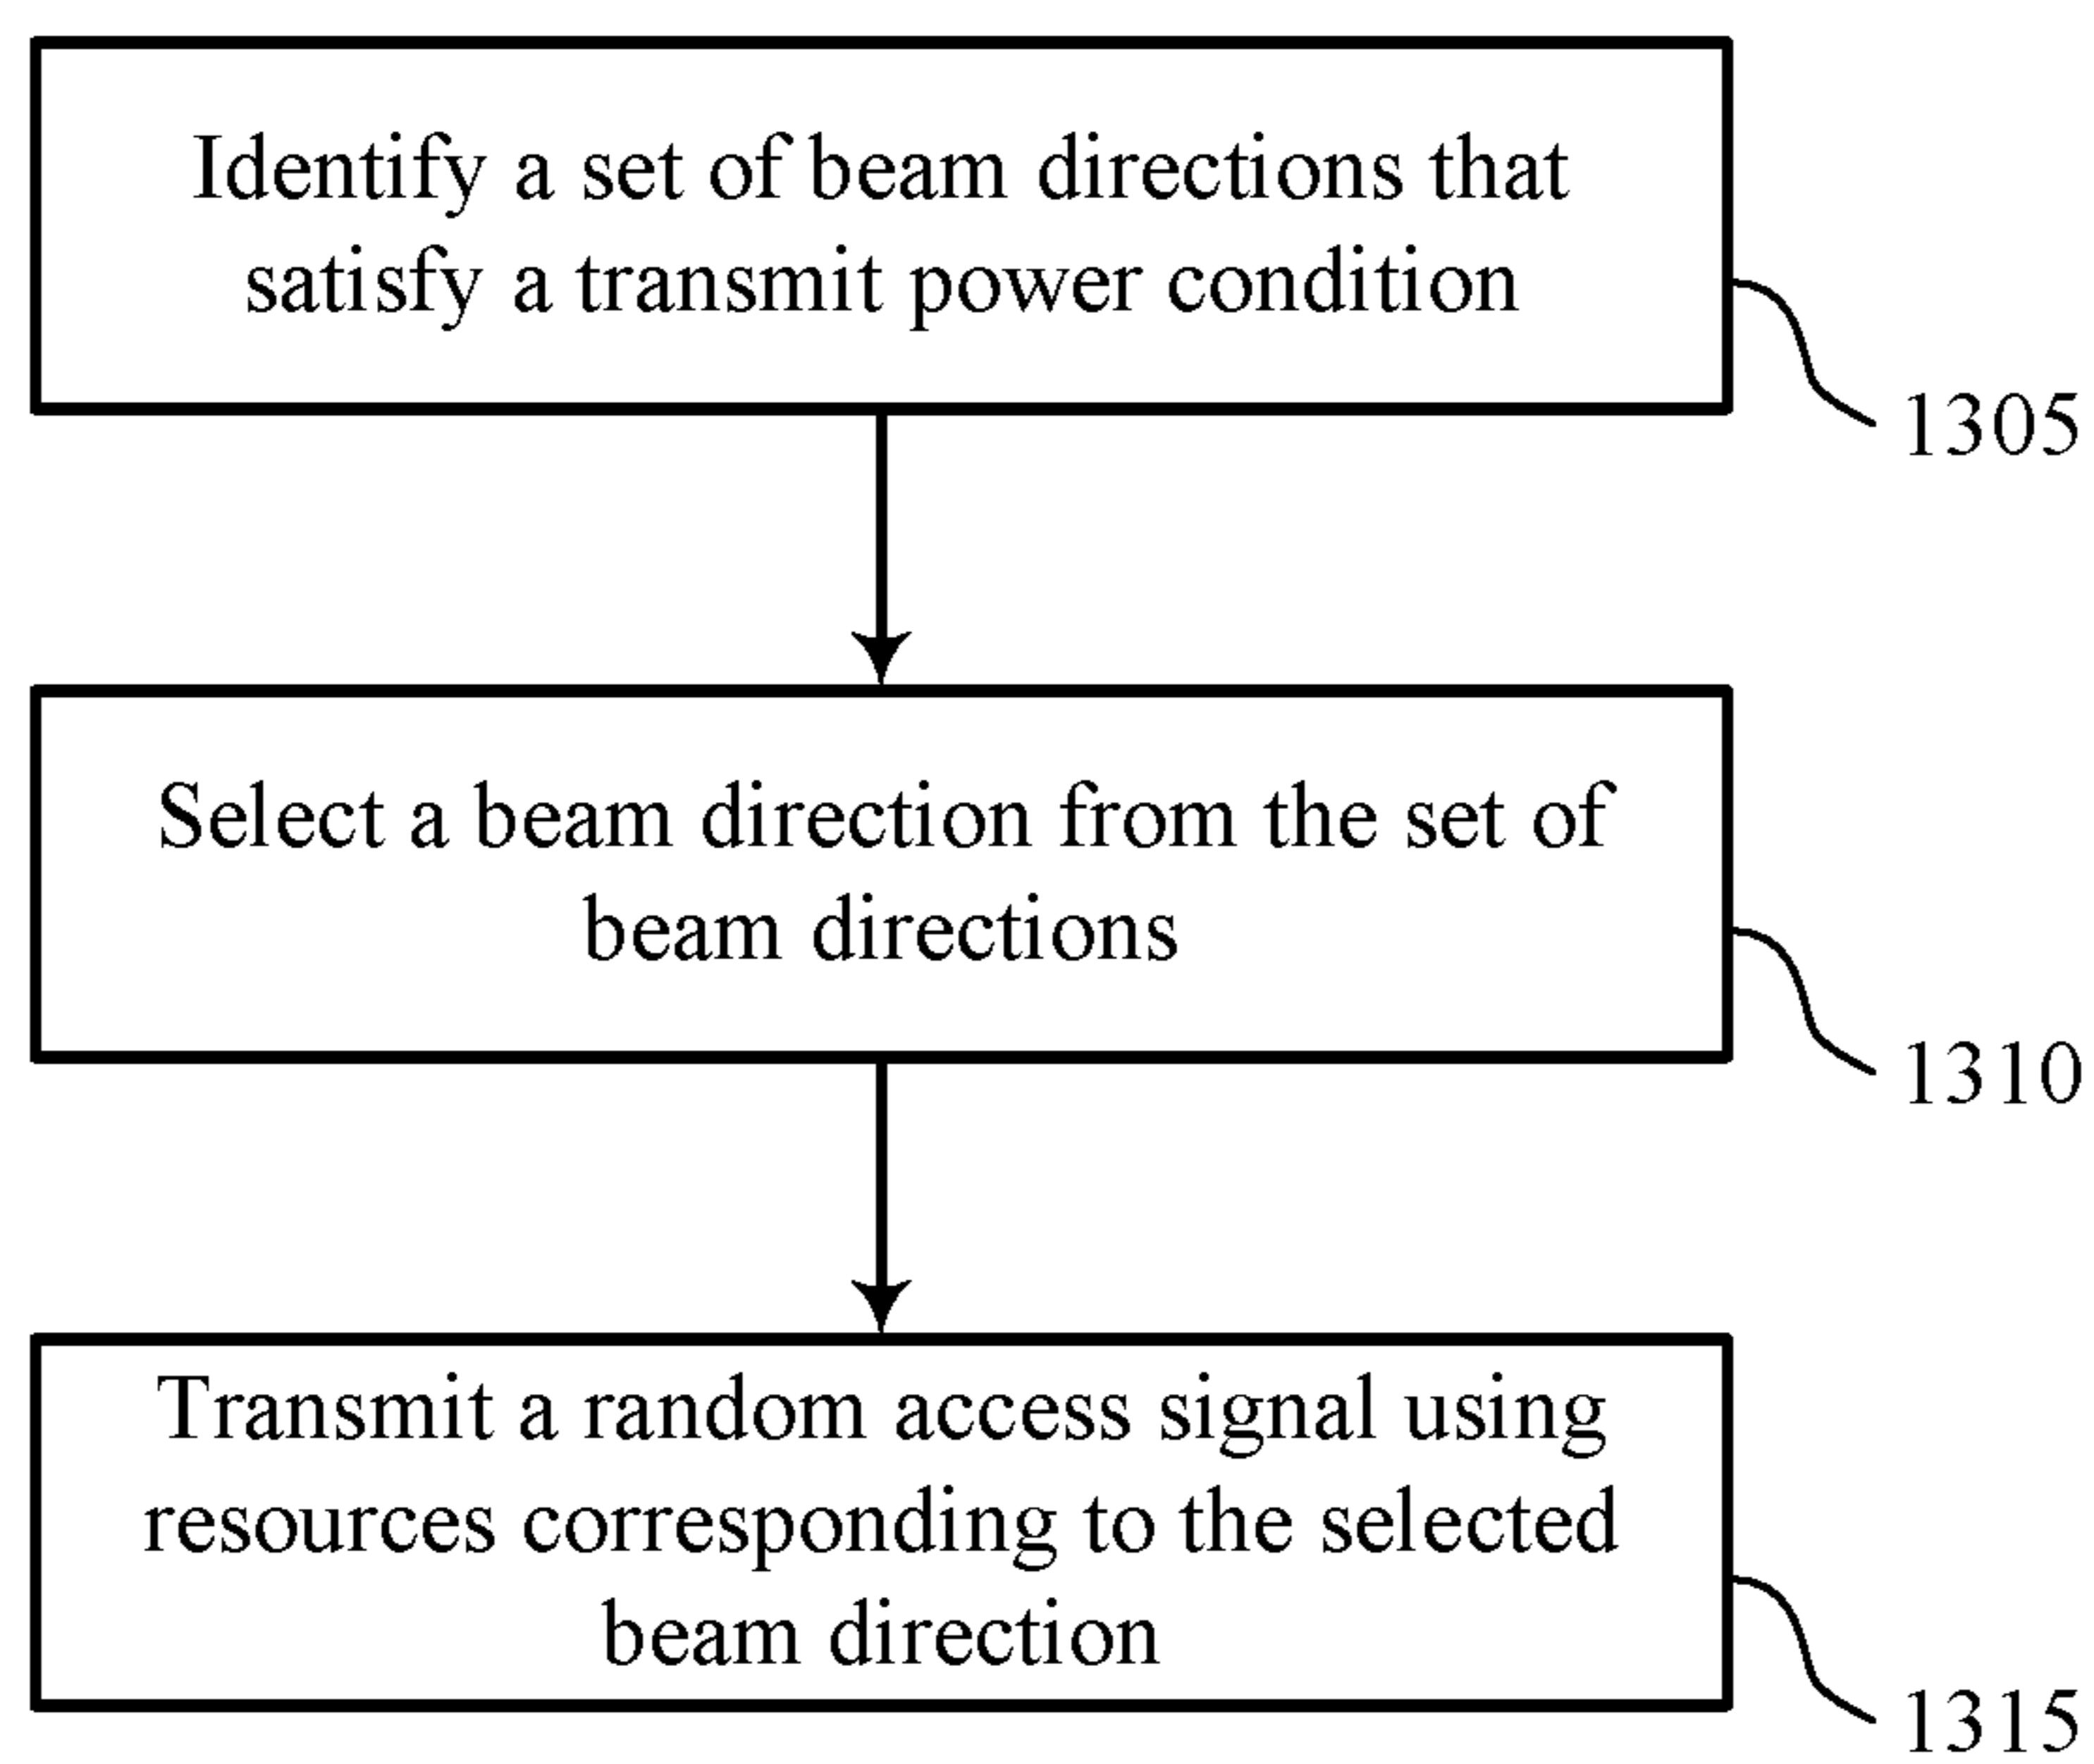 Identify a set of beam directions that
satisfy a transmit power condition
1305
Select a beam direction from the set of
beam directions
1310
Transmit a random access signal using
resources corresponding to the selected
beam direction
1315